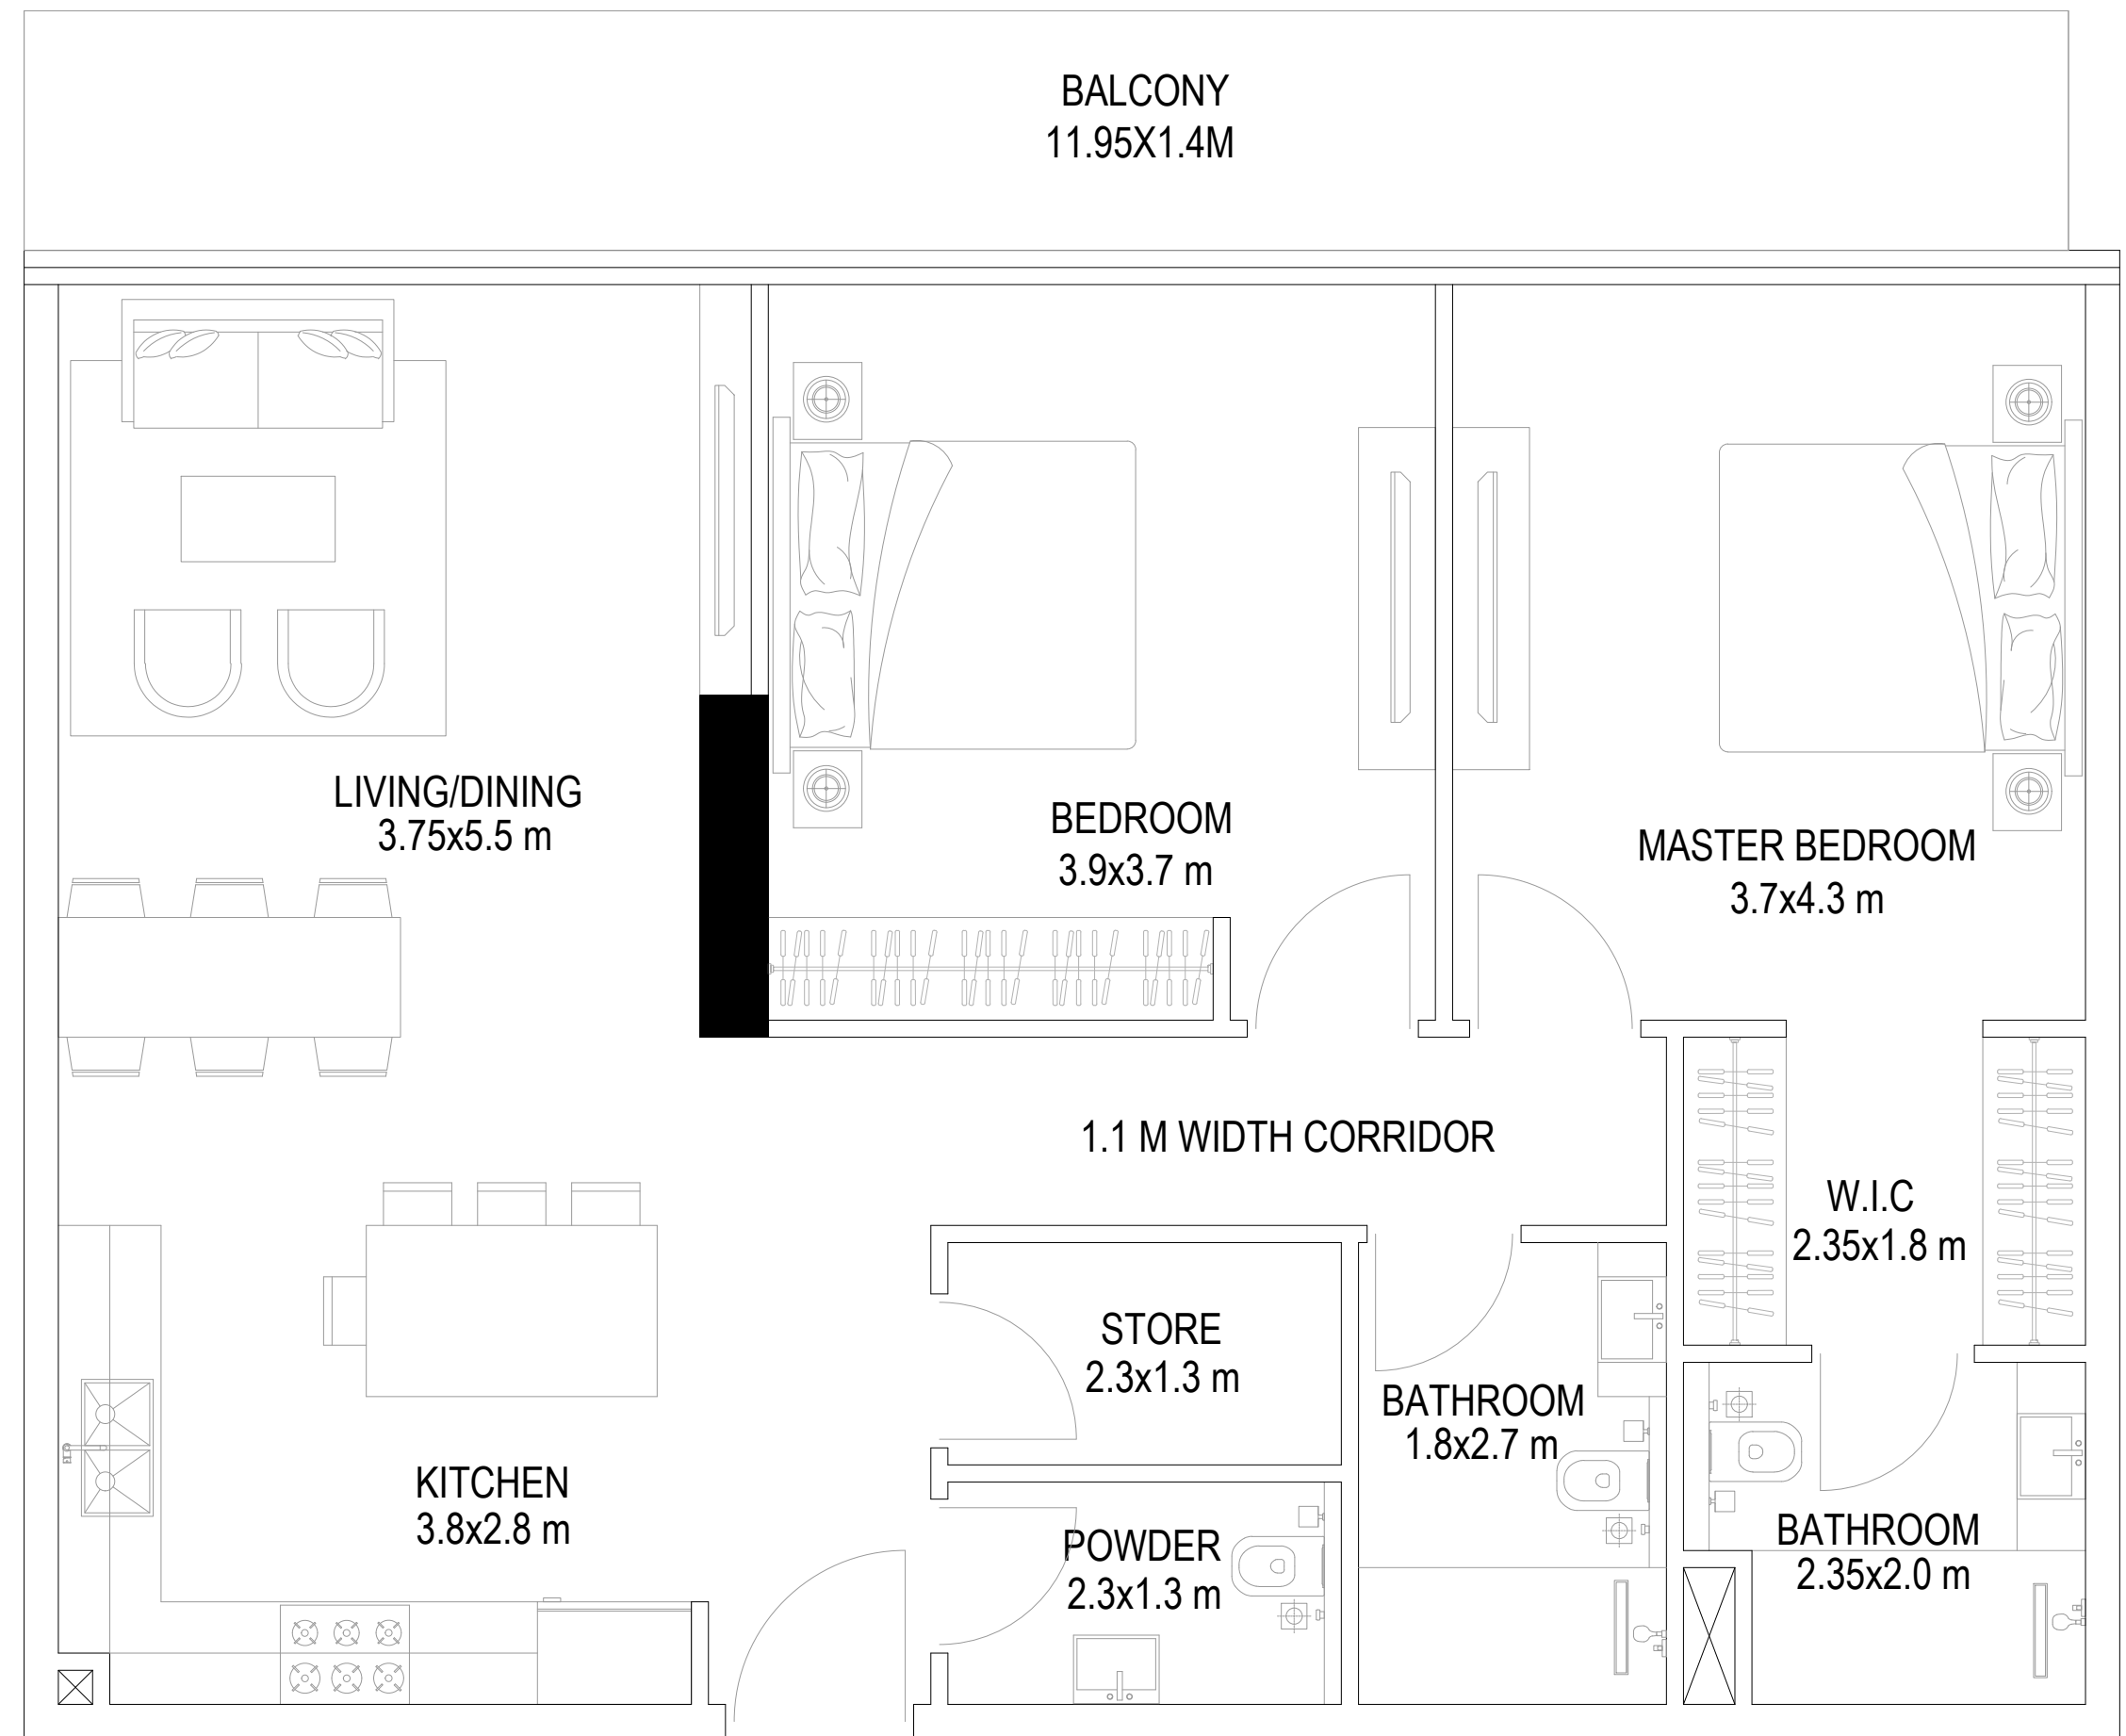 BALCONY
11.95X1.4M
LIVING/DINING
3.75x5.5 m
BEDROOM
3.9x3.7 m
MASTER BEDROOM
3.7x4.3 m
1.1 M WIDTH CORRIDOR
W.I.C
2.35x1.8 m
STORE
2.3x1.3 m
BATHROOM
1.8x2.7 m
KITCHEN
3.8x2.8 m
POWDER
2.3x1.3 m
BATHROOM
2.35x2.0 m